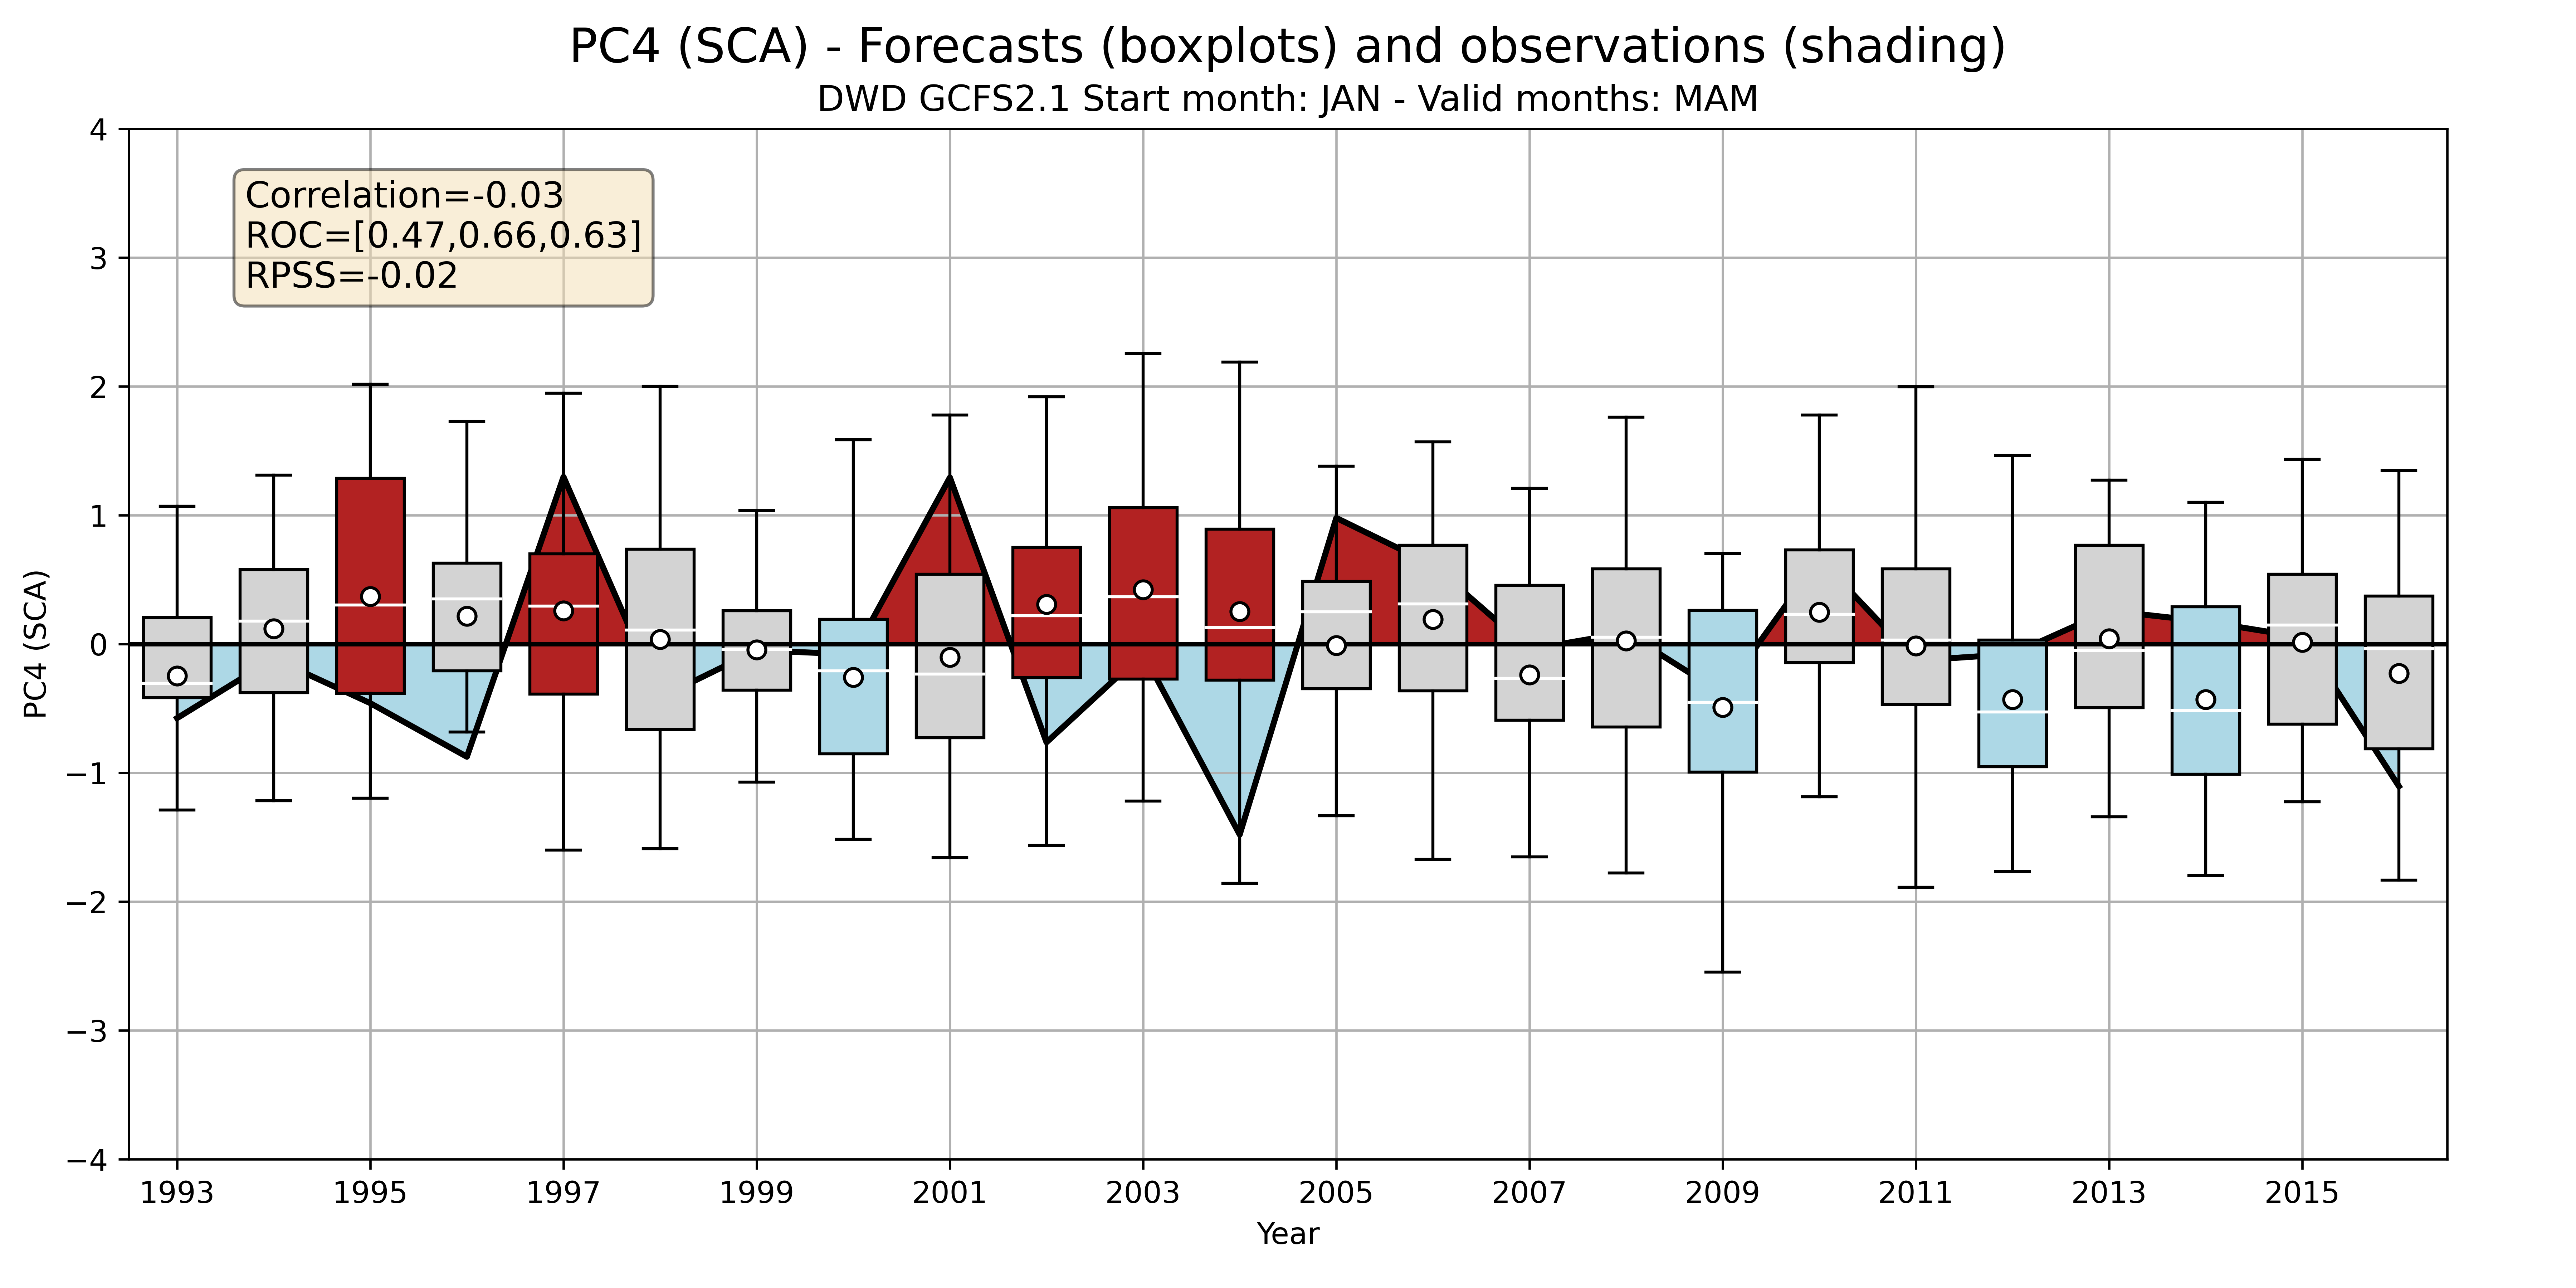 PC4 (SCA) - Forecasts (boxplots) and observations (shading)
DWD GCFS2.1 Start month: JAN - Valid months: MAM
Correlation=-0.03
ROC=[0.47,0.66,0.63]
RPSS=-0.02
PC4 (SCA)
4
3
2
1
0
−1
−2
−3
−4
1993 1995 1997 1999 2001 2003 2005 2007 2009 2011 2013 2015
Year